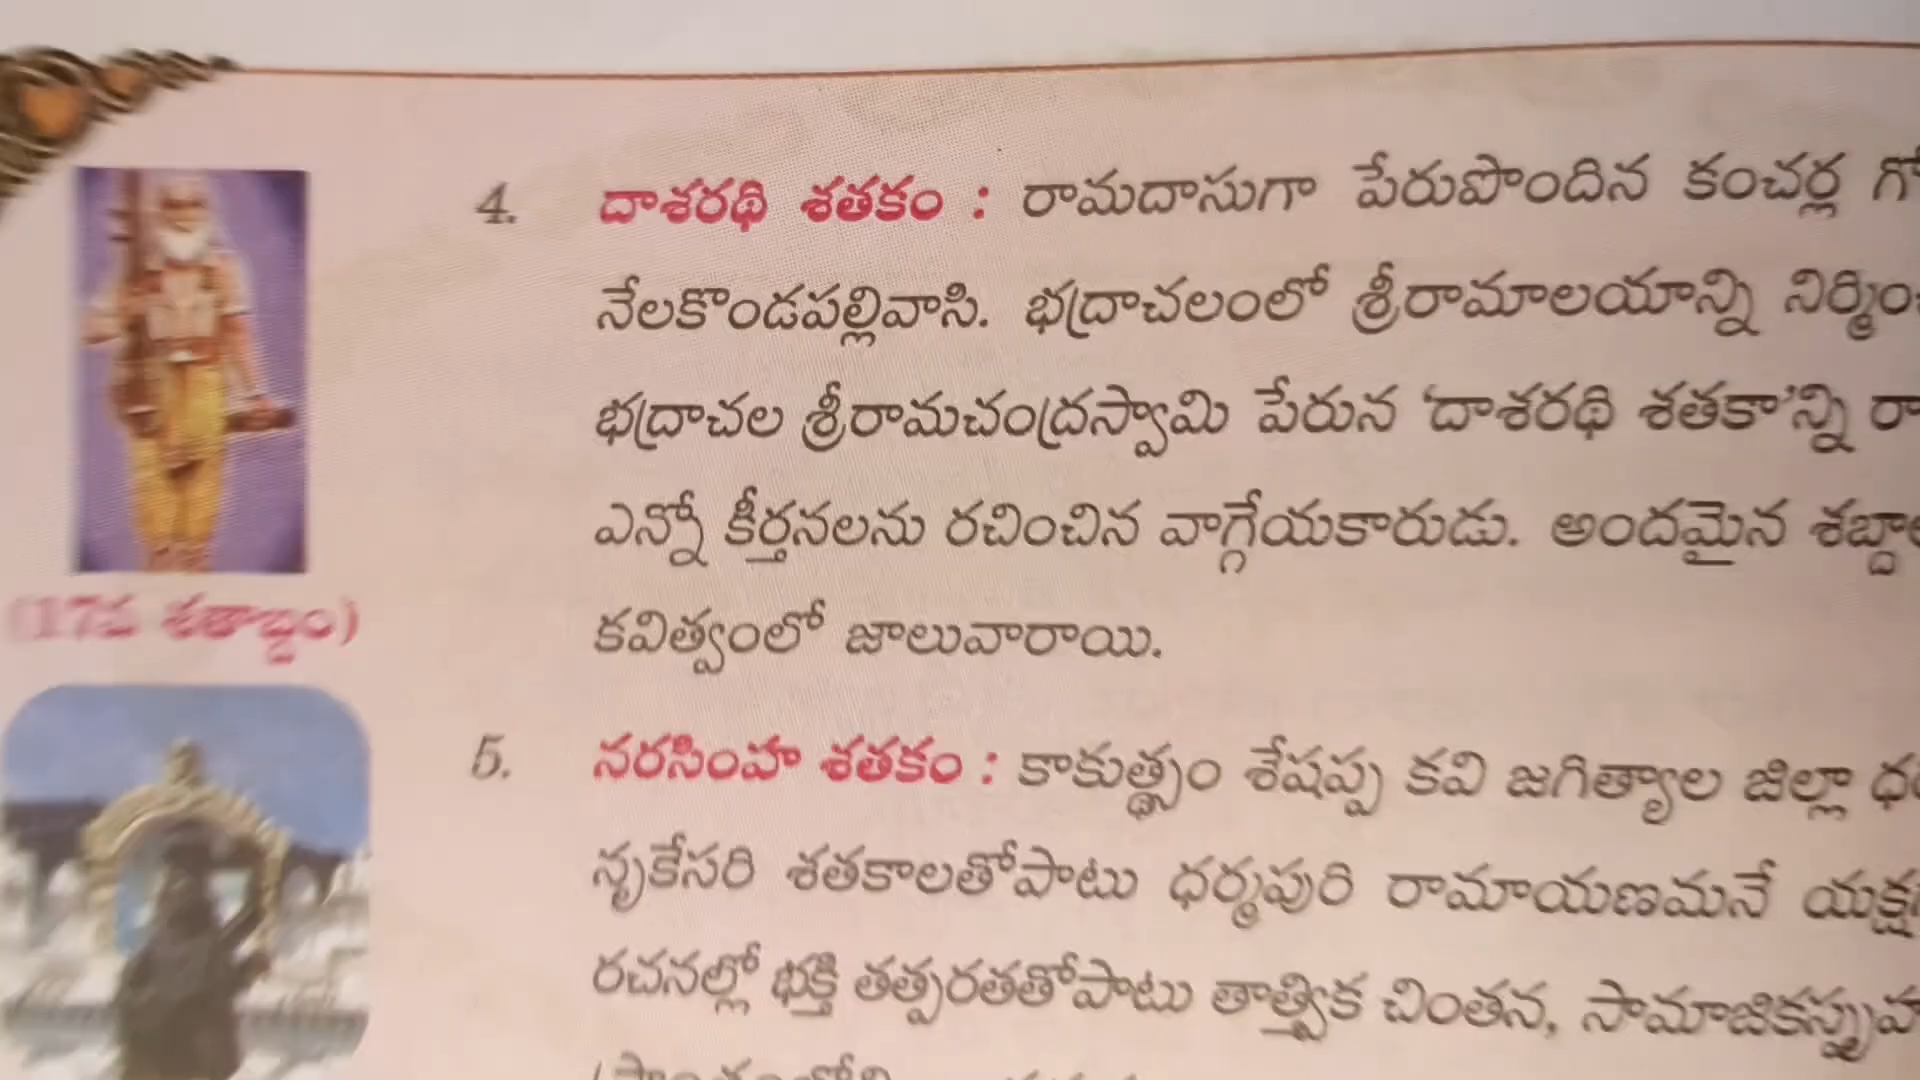 4. దాశరథి శతకం : రామదాసుగా పేరుపొందిన కంచర్ల
నేలకొండపల్లివాసి. భద్రాచలంలో శ్రీరామాలయాన్ని
భద్రాచల శ్రీరామచంద్రస్వామి పేరున ‘దాశరథి శతకా’న్ని
ఎన్నో కీర్తనలను రచించిన వాగ్గేయకారుడు. అందమైన
కవిత్వంలో జాలువారాయి.
(17వ శతాబ్దం)
5. నరసింహ శతకం : కాకుత్థ్సం శేషప్ప కవి జగిత్యాల జిల్లా
నృకేసరి శతకాలతోపాటు ధర్మపురి రామాయణమనే
రచనల్లో భక్తి తత్పరతతోపాటు తాత్త్విక చింతన,